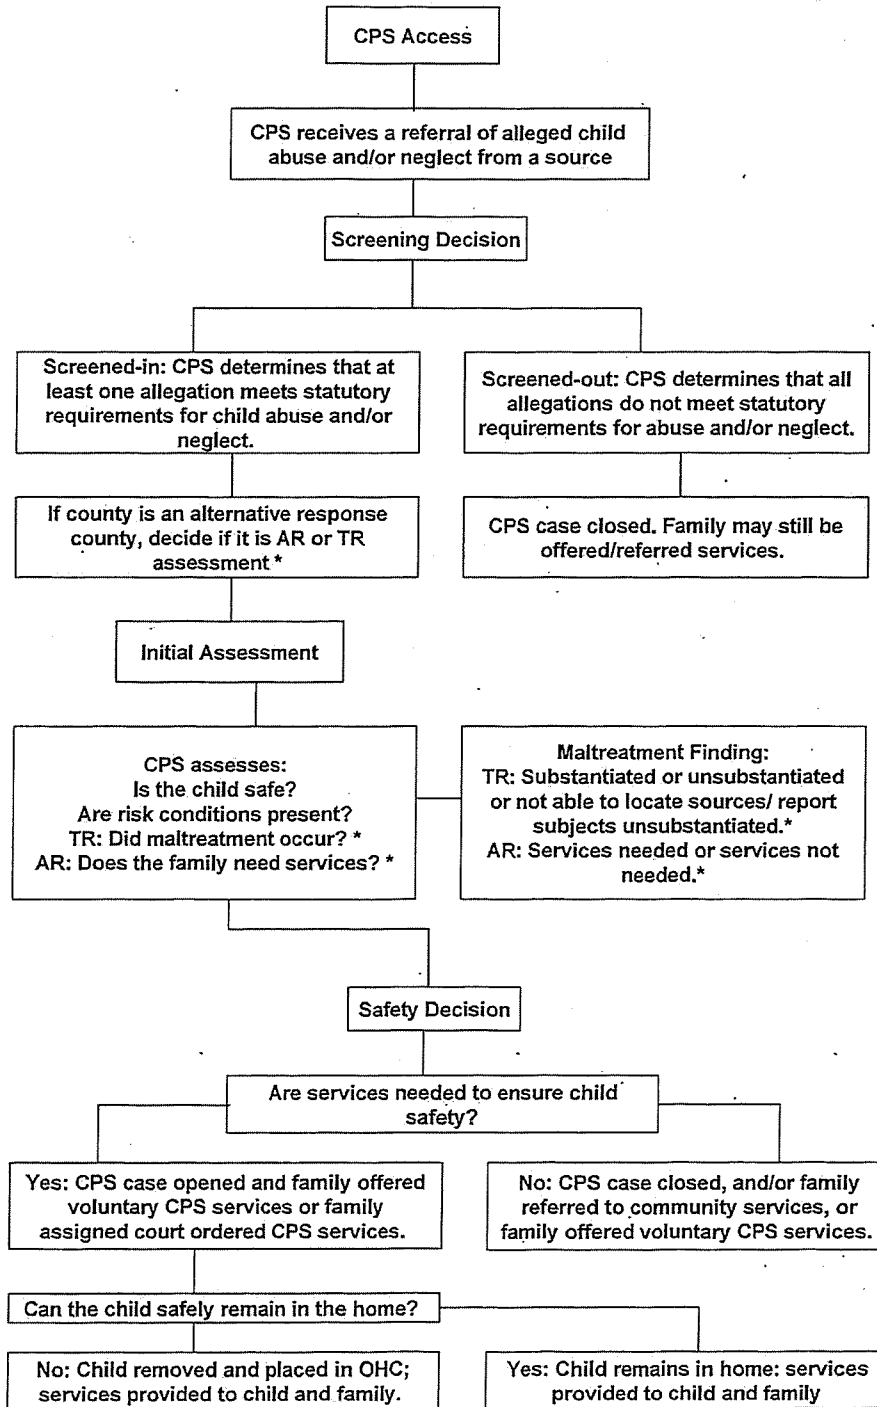 CPS Access
CPS receives a referral of alleged child
abuse and/or neglect from a source
Screening Decision
Screened-in: CPS determines that at
least one allegation meets statutory
requirements for child abuse and/or
neglect.
Screened-out: CPS determines that all
allegations do not meet statutory
requirements for abuse and/or neglect.
If county is an alternative response
county, decide if it is AR or TR
assessment *
CPS case closed. Family may still be
offered/referred services.
Initial Assessment
CPS assesses:
Is the child safe?
Are risk conditions present?
TR: Did maltreatment occur? *
AR: Does the family need services? *
Maltreatment Finding:
TR: Substantiated or unsubstantiated
or not able to locate sources/ report
subjects unsubstantiated.*
AR: Services needed or services not
needed.*
Safety Decision
Are services needed to ensure child
safety?
Yes: CPS case opened and family offered
voluntary CPS services or family
assigned court ordered CPS services.
No: CPS case closed, and/or family
referred to community services, or
family offered voluntary CPS services.
Can the child safely remain in the home?
No: Child removed and placed in OHC;
services provided to child and family.
Yes: Child remains in home: services
provided to child and family